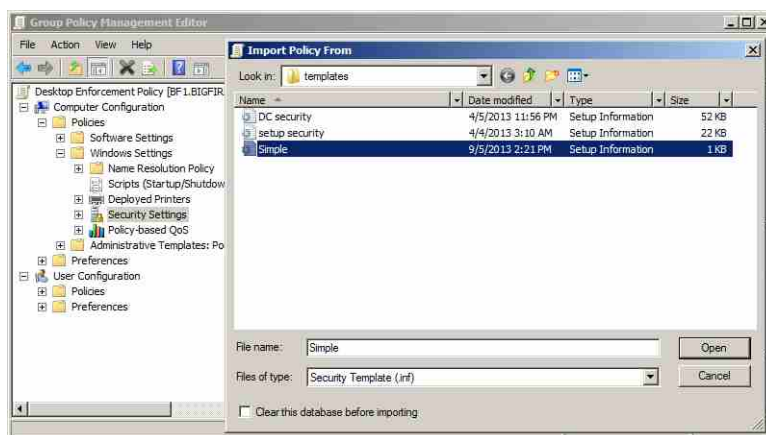 Group Policy Management Editor
File Action View Help
Desktop Enforcement Policy [BF1.BIGFIR
Computer Configuration
Policies
Software Settings
Windows Settings
Name Resolution Policy
Scripts (Startup/Shutdow
Deployed Printers
Security Settings
Policy-based QoS
Administrative Templates: Po
Preferences
User Configuration
Policies
Preferences
Import Policy From
Look in: templates
Name Date modified Type Size
DC security 4/5/2013 11:56 PM Setup Information 52 KB
setup security 4/4/2013 3:10 AM Setup Information 22 KB
Simple 9/5/2013 2:21 PM Setup Information 1 KB
File name: Simple Open
Files of type: Security Template (.inf) Cancel
Clear this database before importing